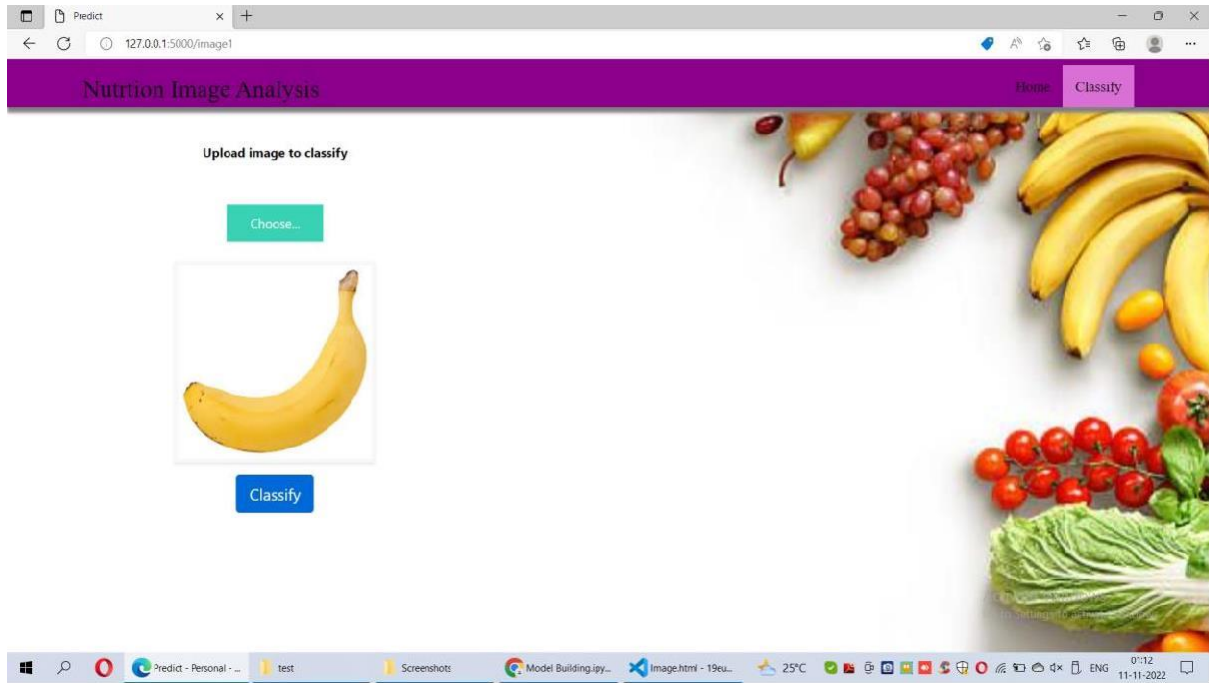 Predict
127.0.0.1:5000/image1
Nutrtion Image Analysis
Home
Classify
Upload image to classify
Choose...
Classify
Predict - Personal - ...
test
Screenshots
Model Building.ipy...
Image.html - 19eu...
25°C
ENG
01:12
11-11-2022